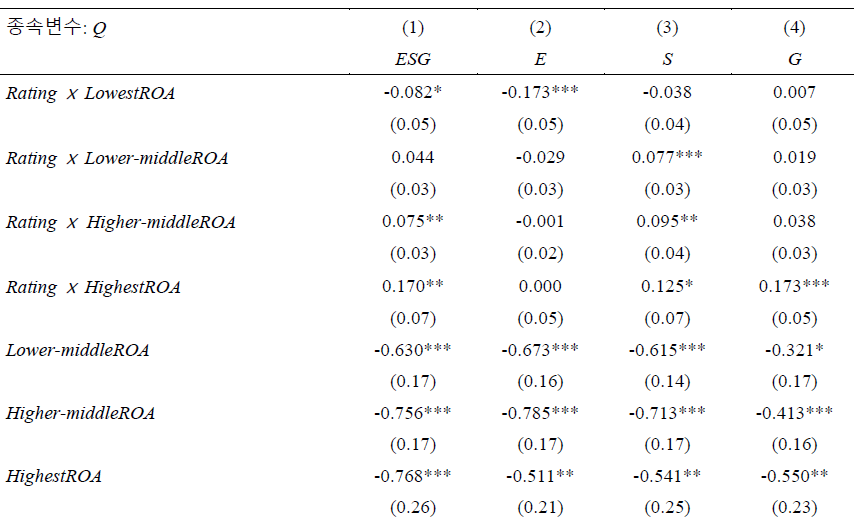 종속변수: Q (1) (2) (3) (4)
ESG E S G
Rating x LowestROA -0.082* -0.173*** -0.038 0.007
(0.05) (0.05) (0.04) (0.05)
Rating x Lower-middleROA 0.044 -0.029 0.077*** 0.019
(0.03) (0.03) (0.03) (0.03)
Rating x Higher-middleROA 0.075** -0.001 0.095** 0.038
(0.03) (0.02) (0.04) (0.03)
Rating x HighestROA 0.170** 0.000 0.125* 0.173***
(0.07) (0.05) (0.07) (0.05)
Lower-middleROA -0.630*** -0.673*** -0.615*** -0.321*
(0.17) (0.16) (0.14) (0.17)
Higher-middleROA -0.756*** -0.785*** -0.713*** -0.413***
(0.17) (0.17) (0.17) (0.16)
HighestROA -0.768*** -0.511** -0.541** -0.550**
(0.26) (0.21) (0.25) (0.23)